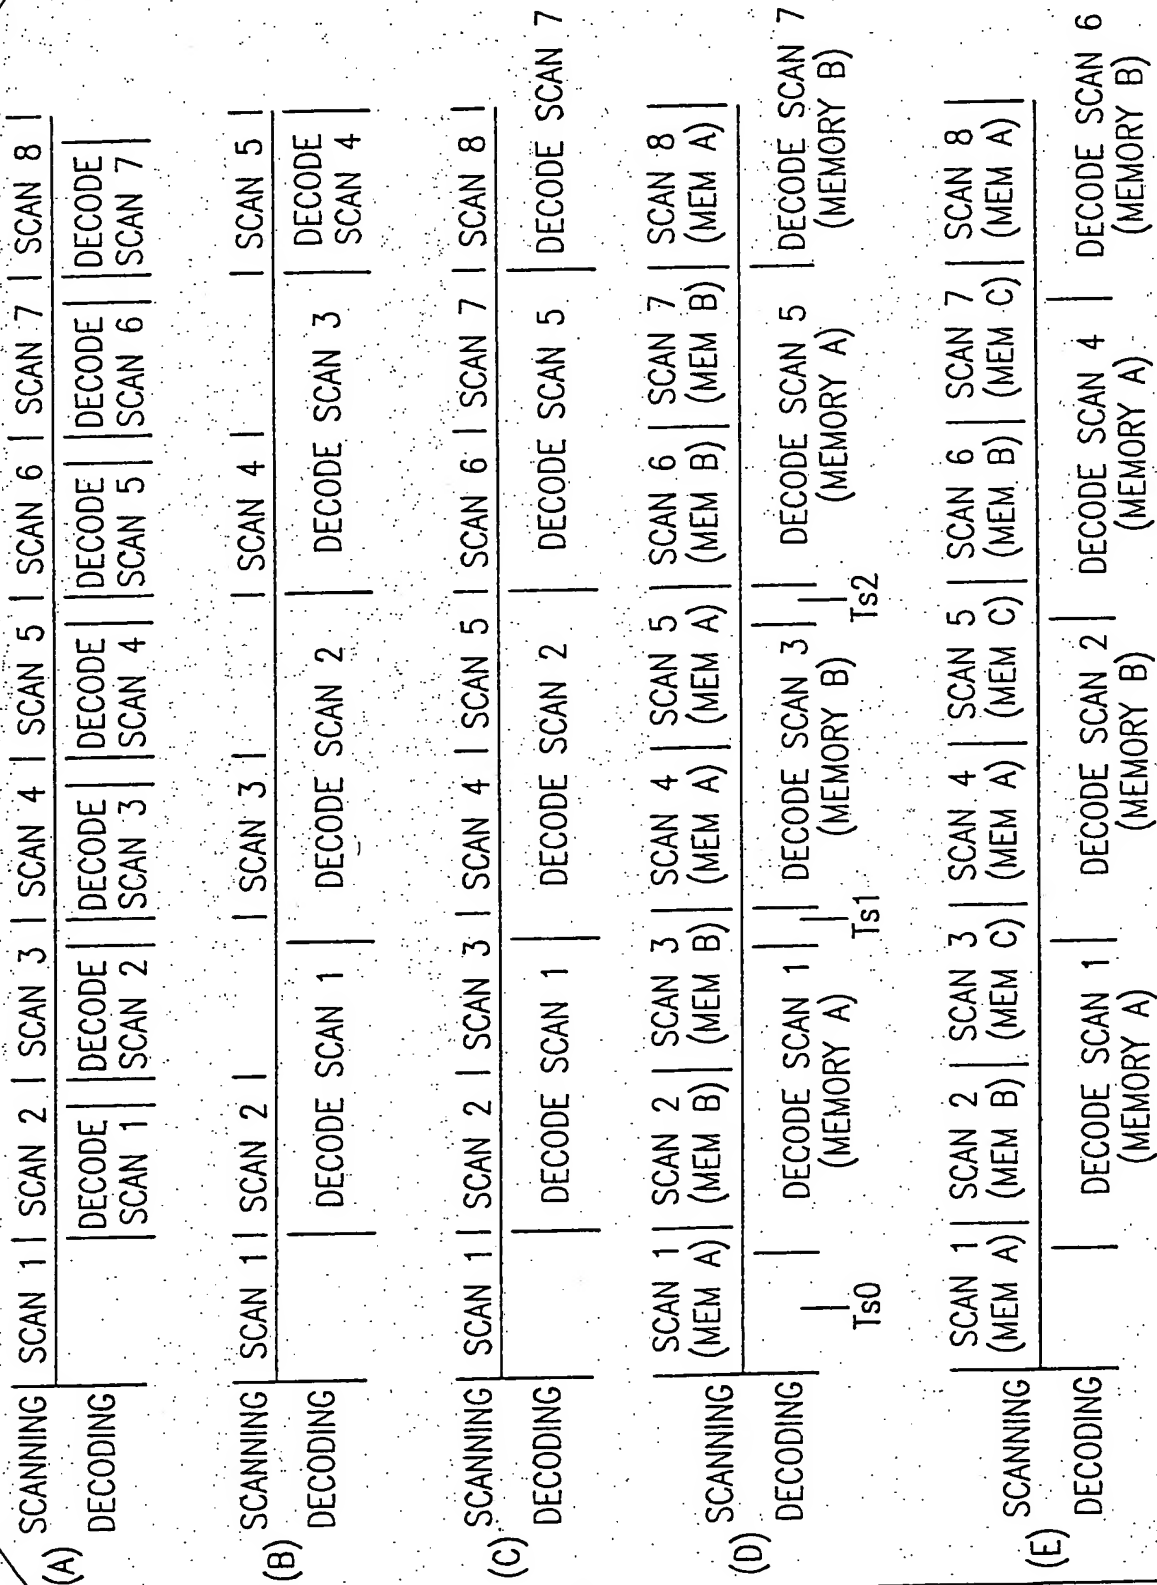 (A)
SCANNING | SCAN 1 | SCAN 2 | SCAN 3 | SCAN 4 | SCAN 5 | SCAN 6 | SCAN 7 | SCAN 8 |
DECODING | DECODE SCAN 1 | DECODE SCAN 2 | DECODE SCAN 3 | DECODE SCAN 4 | DECODE SCAN 5 | DECODE SCAN 6 | DECODE SCAN 7 |
(B)
SCANNING | SCAN 1 | SCAN 2 | | SCAN 3 | | SCAN 4 | | SCAN 5 |
DECODING | DECODE SCAN 1 | DECODE SCAN 2 | DECODE SCAN 3 | DECODE SCAN 4 |
(C)
SCANNING | SCAN 1 | SCAN 2 | SCAN 3 | SCAN 4 | SCAN 5 | SCAN 6 | SCAN 7 | SCAN 8 |
DECODING | DECODE SCAN 1 | DECODE SCAN 2 | DECODE SCAN 5 | DECODE SCAN 7
(D)
SCANNING | SCAN 1 | SCAN 2 | SCAN 3 | SCAN 4 | SCAN 5 | SCAN 6 | SCAN 7 | SCAN 8 |
(MEM A) | (MEM B) | (MEM B) | (MEM A) | (MEM A) | (MEM B) | (MEM B) | (MEM A)
DECODING | DECODE SCAN 1 | DECODE SCAN 3 | DECODE SCAN 5 | DECODE SCAN 7
(MEMORY A) (MEMORY B) (MEMORY A) (MEMORY B)
Ts0 Ts1 Ts2
(E)
SCANNING | SCAN 1 | SCAN 2 | SCAN 3 | SCAN 4 | SCAN 5 | SCAN 6 | SCAN 7 | SCAN 8 |
(MEM A) | (MEM B) | (MEM C) | (MEM A) | (MEM C) | (MEM B) | (MEM C) | (MEM A)
DECODING | DECODE SCAN 1 | DECODE SCAN 2 | DECODE SCAN 4 | DECODE SCAN 6
(MEMORY A) (MEMORY B) (MEMORY A) (MEMORY B)